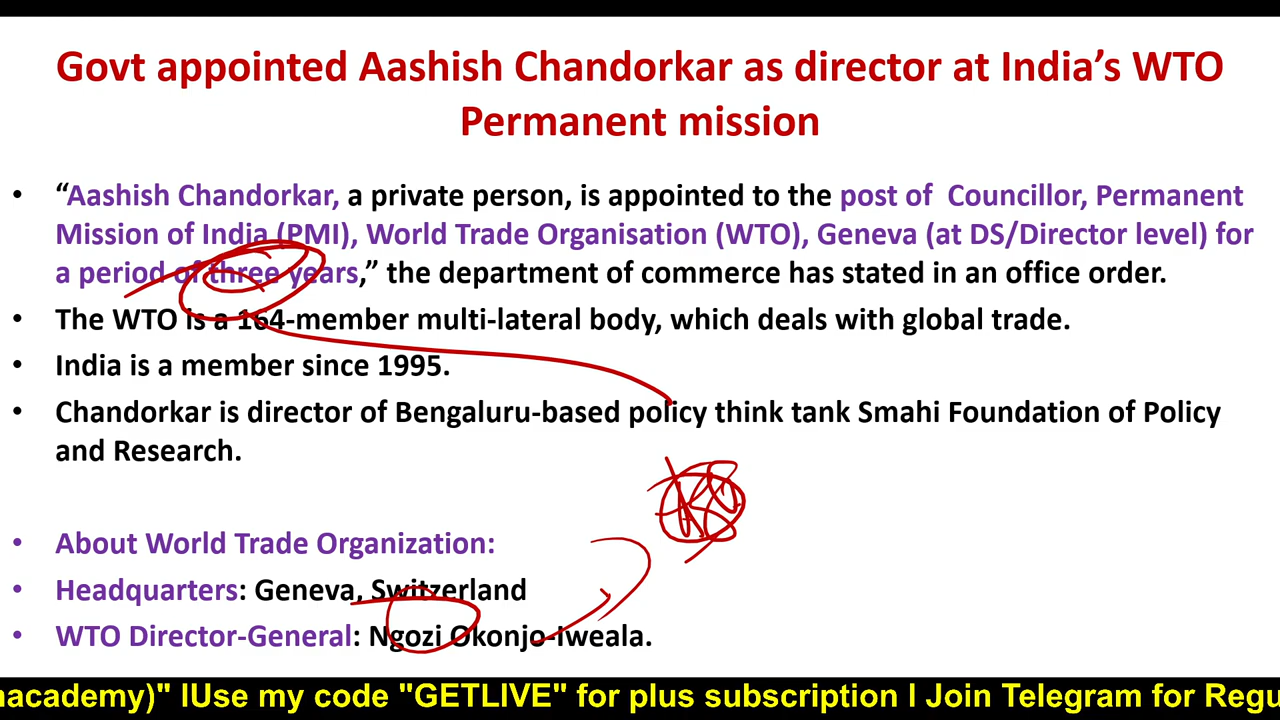 Govt appointed Aashish Chandorkar as director at India’s WTO
Permanent mission
• “Aashish Chandorkar, a private person, is appointed to the post of Councillor, Permanent
Mission of India (PMI), World Trade Organisation (WTO), Geneva (at DS/Director level) for
a period of three years,” the department of commerce has stated in an office order.
• The WTO is a 164-member multi-lateral body, which deals with global trade.
• India is a member since 1995.
• Chandorkar is director of Bengaluru-based policy think tank Smahi Foundation of Policy
and Research.
• About World Trade Organization:
• Headquarters: Geneva, Switzerland
• WTO Director-General: Ngozi Okonjo-Iweala.
nacademy)" lUse my code "GETLIVE" for plus subscription l Join Telegram for Regu